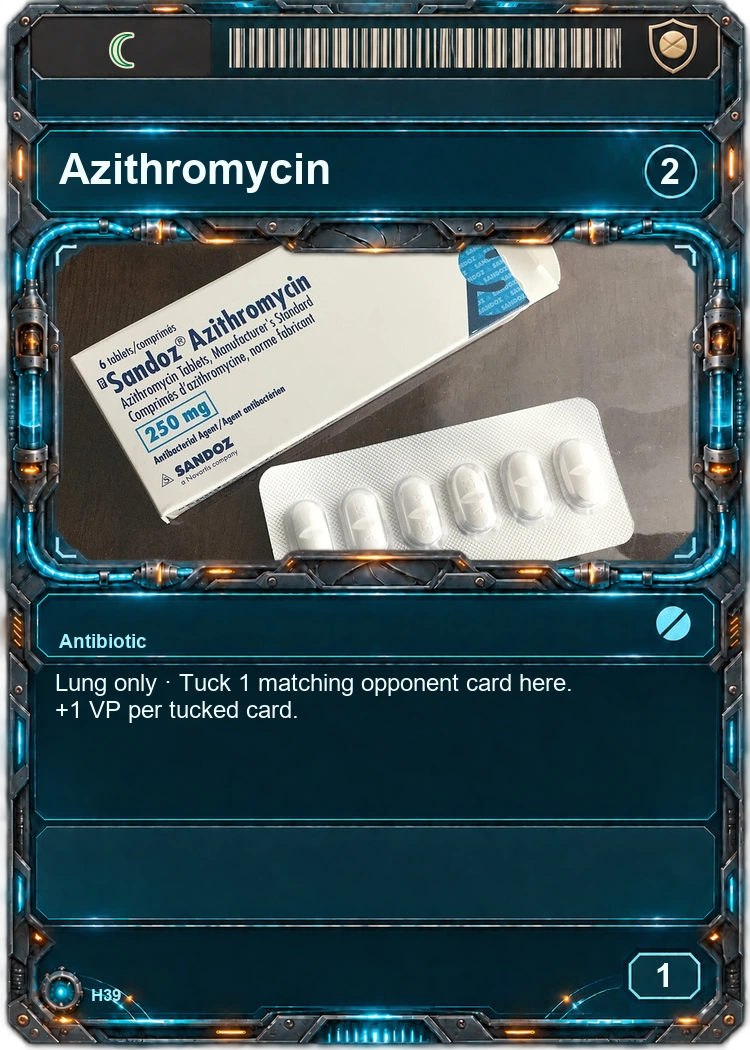 Azithromycin
2
6 tablets/comprimés
Sandoz® Azithromycin
Azithromycin Tablets, Manufacturer's Standard
Comprimés d'azithromycine, norme fabricant
250 mg
Antibacterial Agent/Agent antibactérien
SANDOZ
a Novartis company
Antibiotic
Lung only · Tuck 1 matching opponent card here.
+1 VP per tucked card.
H39
1